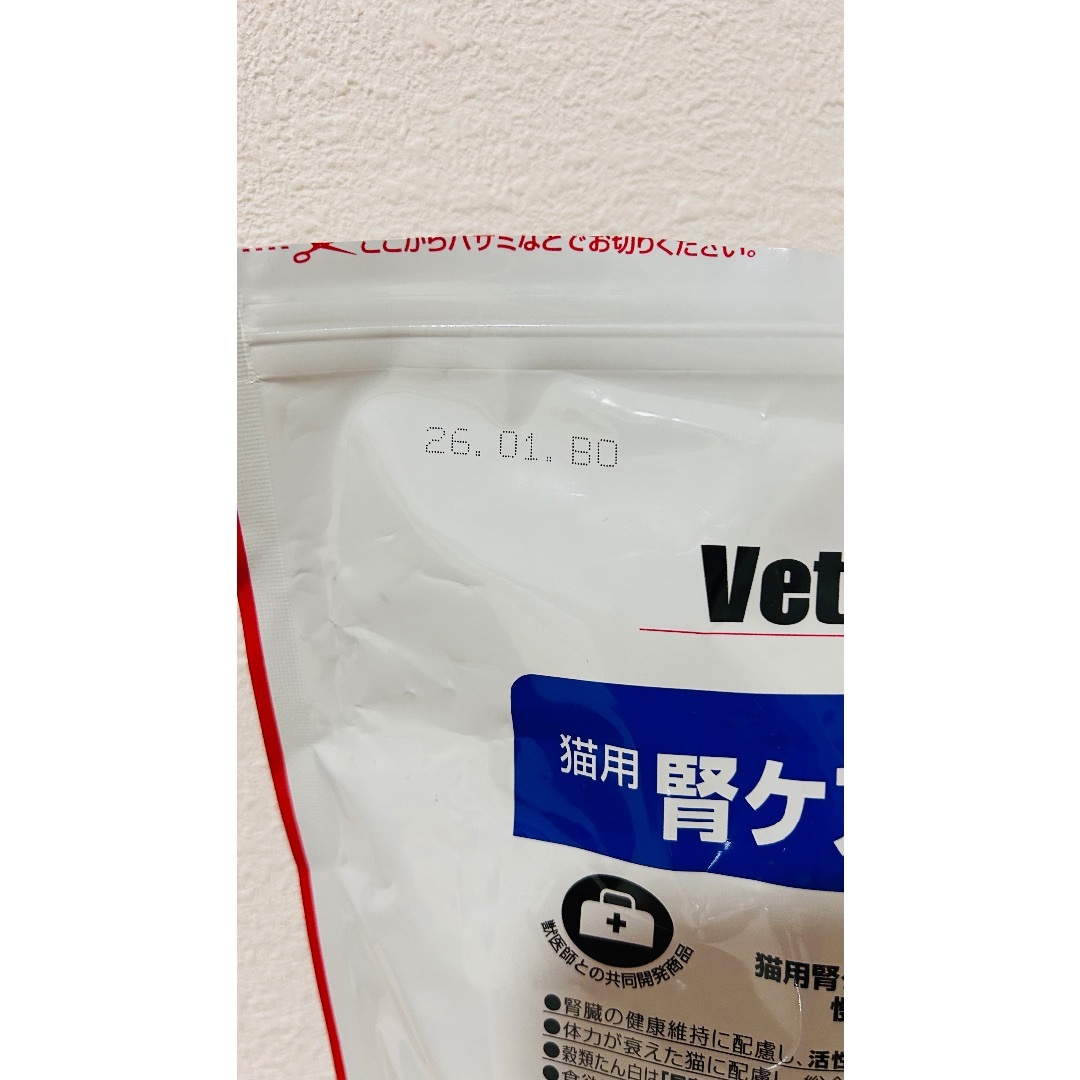 ここからハサミなどでお切りください。
26.01.BO
Vet
猫用 腎ケア
獣医師との共同開発商品
猫用腎
●腎臓の健康維持に配慮し、活性
●体力が衰えた猫に配慮し
●穀類たん白は